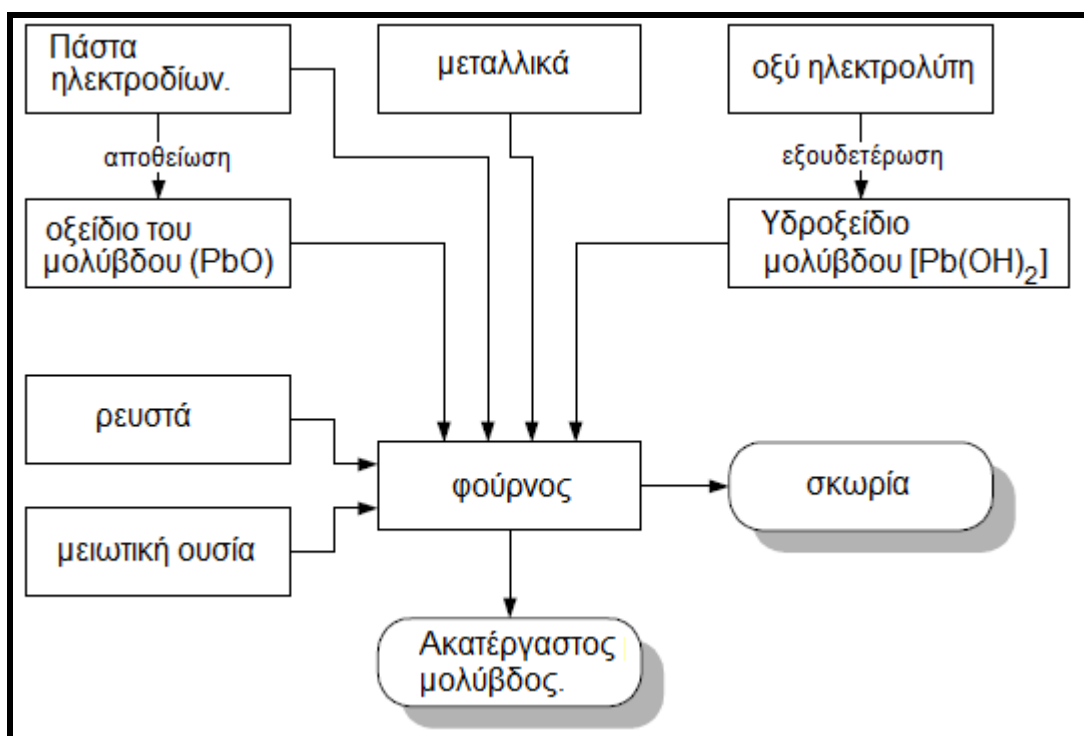 Πάστα
ηλεκτροδίων.
μεταλλικά
οξύ ηλεκτρολύτη
αποθείωση
εξουδετέρωση
οξείδιο του
μολύβδου (PbO)
Υδροξείδιο
μολύβδου [Pb(OH)₂]
ρευστά
φούρνος
σκωρία
μειωτική ουσία
Ακατέργαστος
μολύβδος.